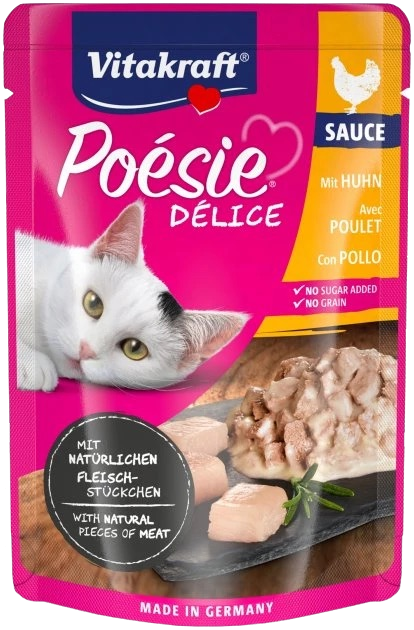 Vitakraft®
Poésie®
DÉLICE
SAUCE
Mit HUHN
Avec
POULET
Con POLLO
✓NO SUGAR ADDED
✓NO GRAIN
MIT
NATÜRLICHEN
FLEISCH-
STÜCKCHEN
WITH NATURAL
PIECES OF MEAT
MADE IN GERMANY